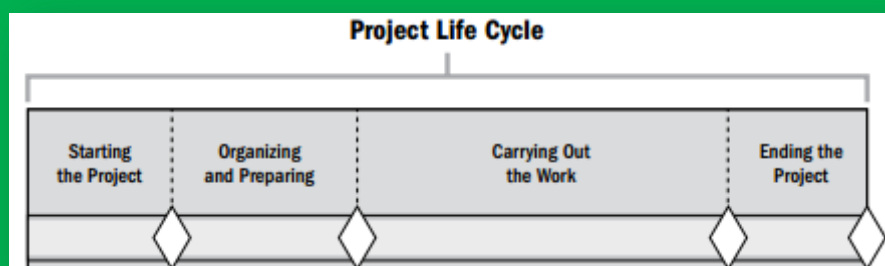 Project Life Cycle
Starting
the Project
Organizing
and Preparing
Carrying Out
the Work
Ending the
Project